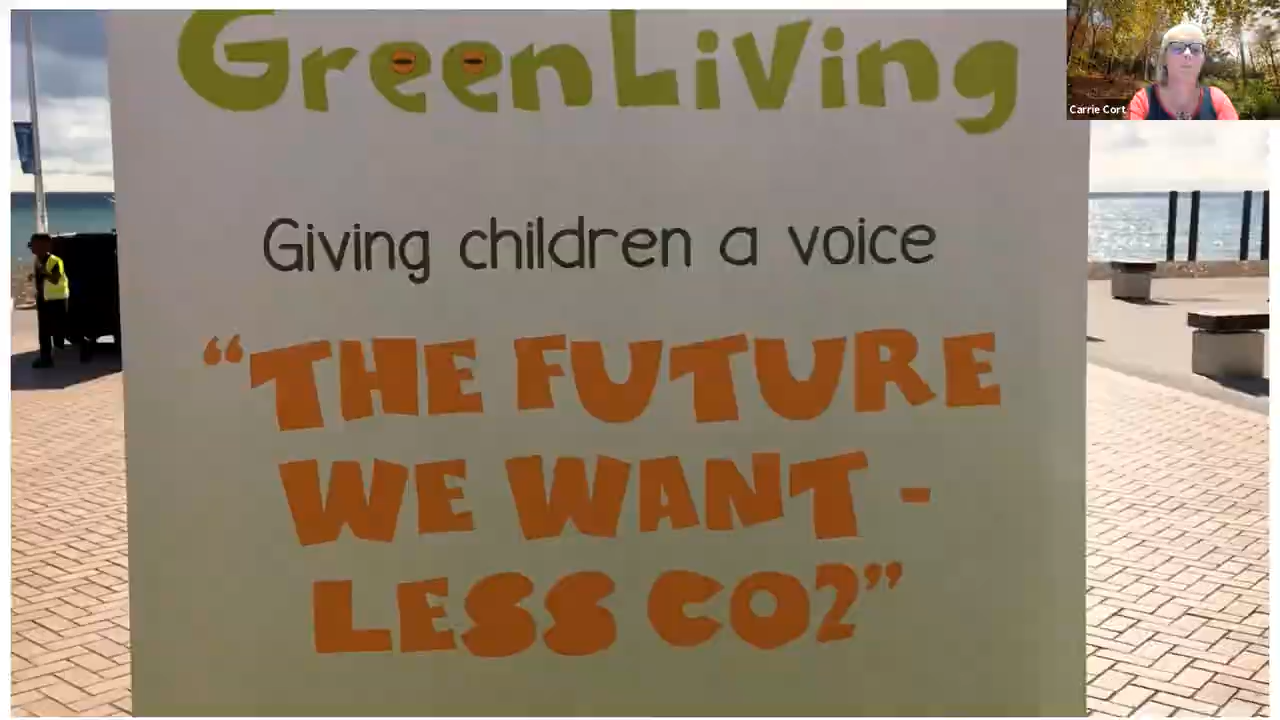 GreenLiving
Carrie Cort
Giving children a voice
“THE FUTURE
WE WANT -
LESS CO2”